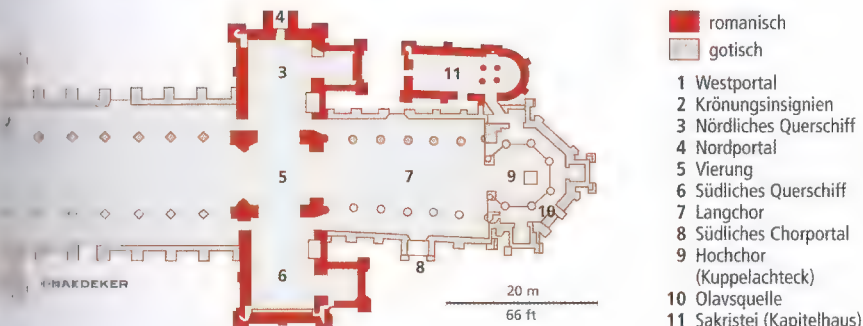 4
3
11
5
7
9
10
6
8
20 m
66 ft
romanisch
gotisch
1 Westportal
2 Krönungsinsignien
3 Nördliches Querschiff
4 Nordportal
5 Vierung
6 Südliches Querschiff
7 Langchor
8 Südliches Chorportal
9 Hochchor
(Kuppelachteck)
10 Olavsquelle
11 Sakristei (Kapitelhaus)